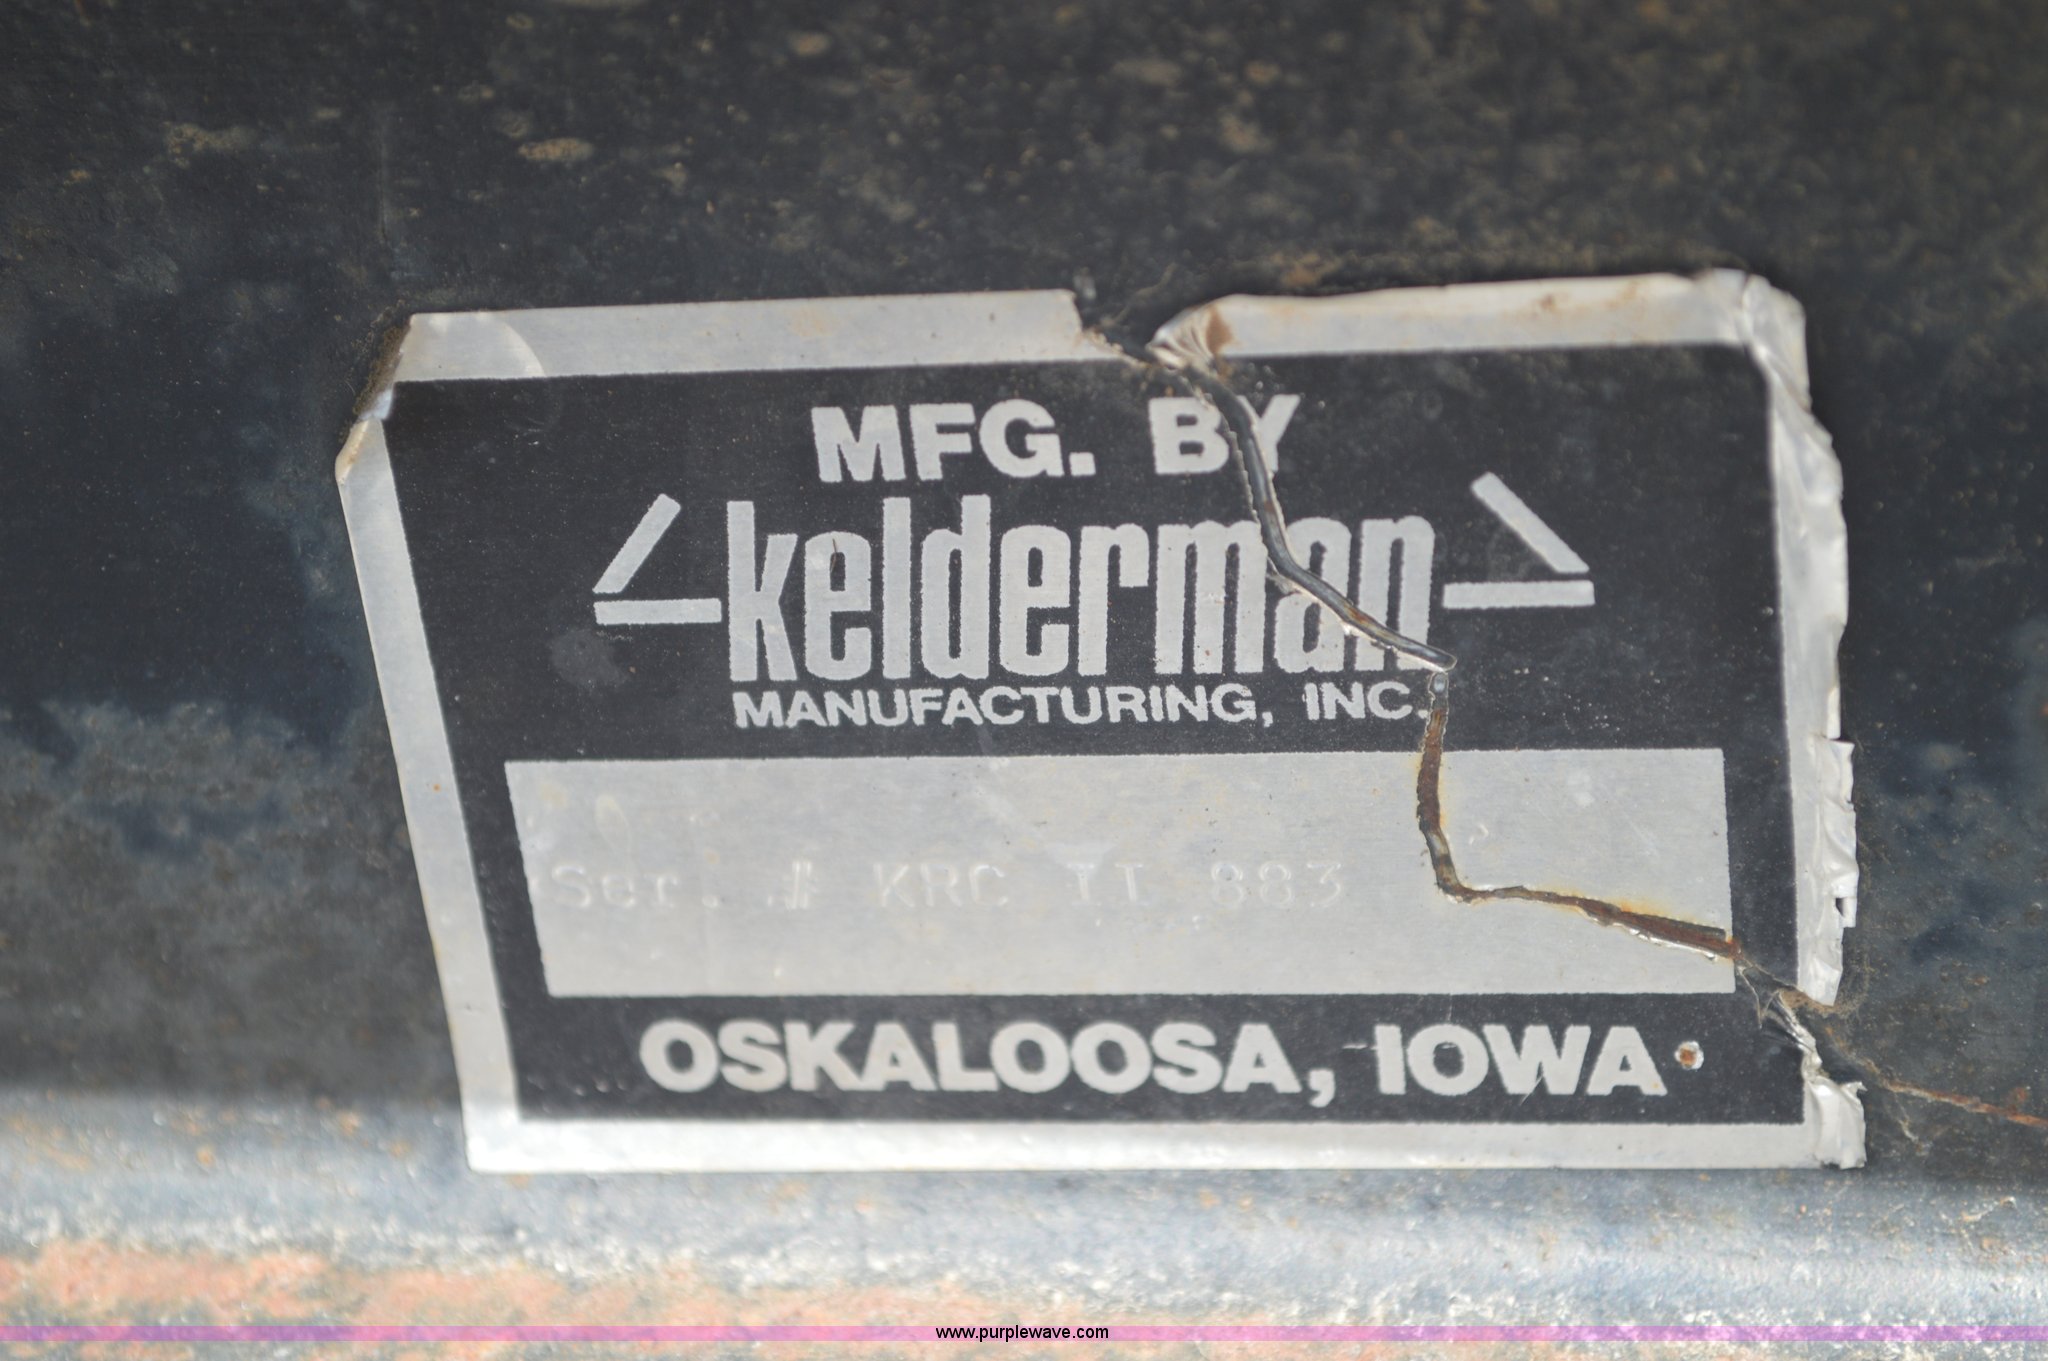 MFG. BY
kelderman
MANUFACTURING, INC.
Ser. # KRC II 883
OSKALOOSA, IOWA
www.purplewave.com